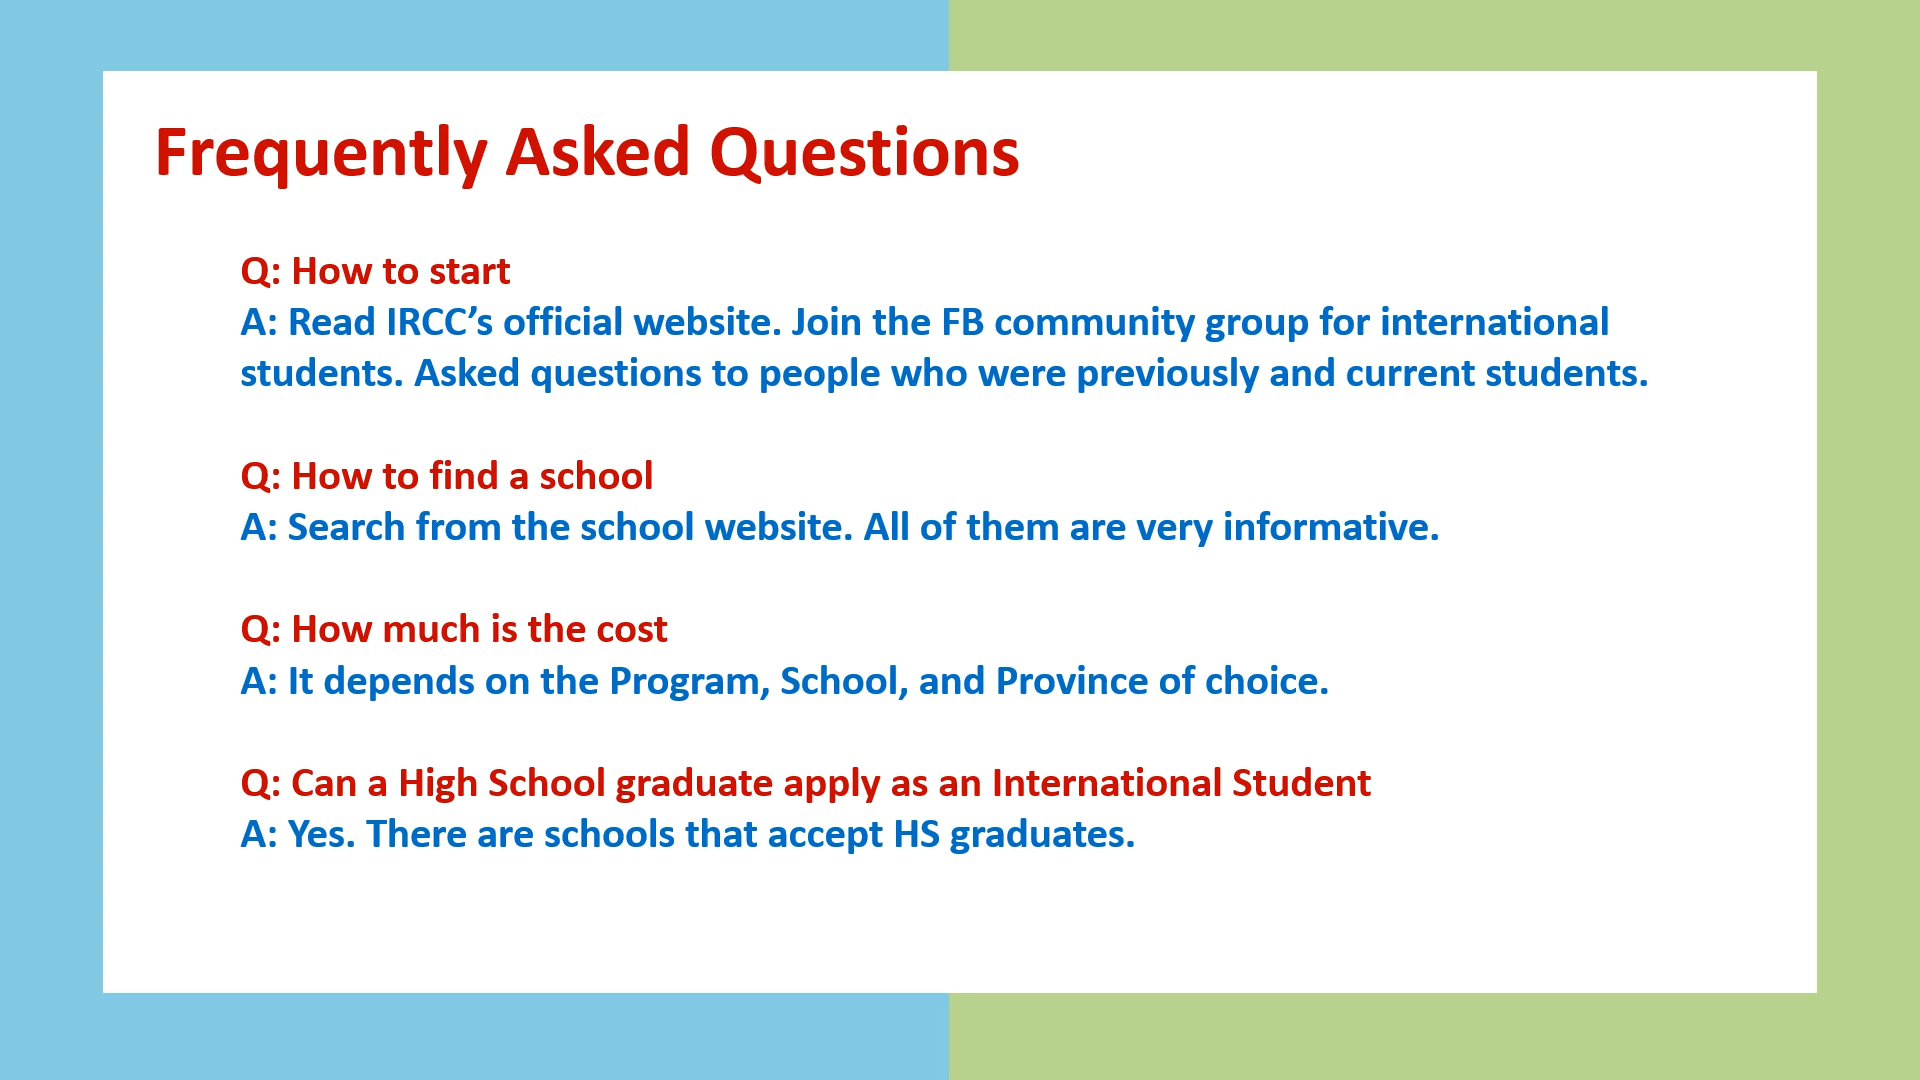 Frequently Asked Questions
Q: How to start
A: Read IRCC’s official website. Join the FB community group for international
students. Asked questions to people who were previously and current students.
Q: How to find a school
A: Search from the school website. All of them are very informative.
Q: How much is the cost
A: It depends on the Program, School, and Province of choice.
Q: Can a High School graduate apply as an International Student
A: Yes. There are schools that accept HS graduates.